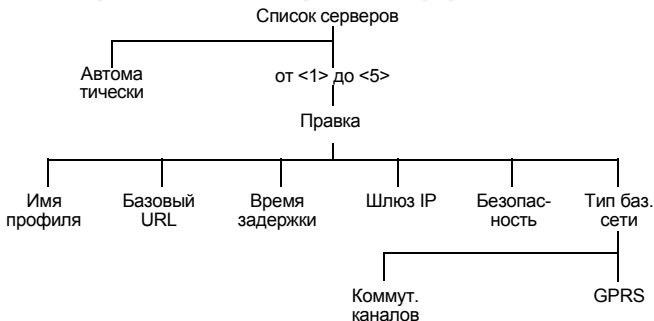 Список серверов
Автома
тически
от <1> до <5>
Правка
Имя
профиля
Базовый
URL
Время
задержки
Шлюз IP
Безопас-
ность
Тип баз.
сети
Коммут.
каналов
GPRS